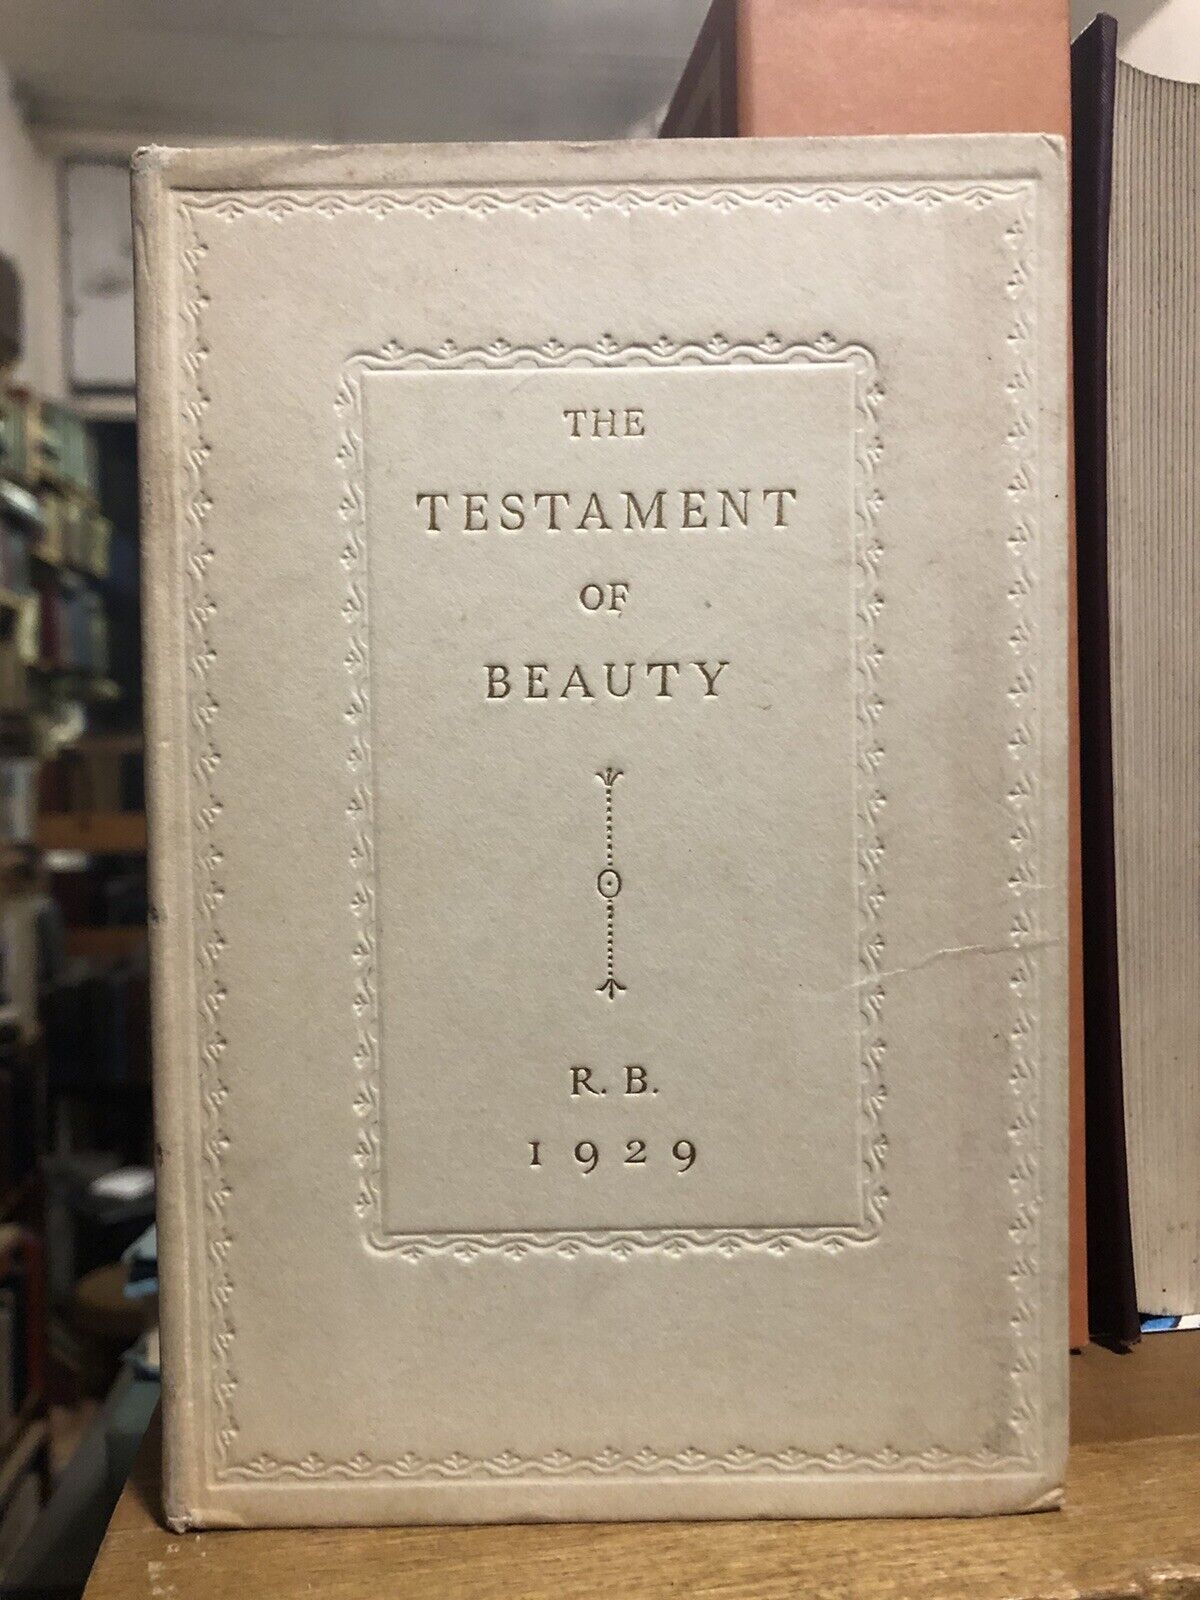 THE
TESTAMENT
OF
BEAUTY
R. B.
1929